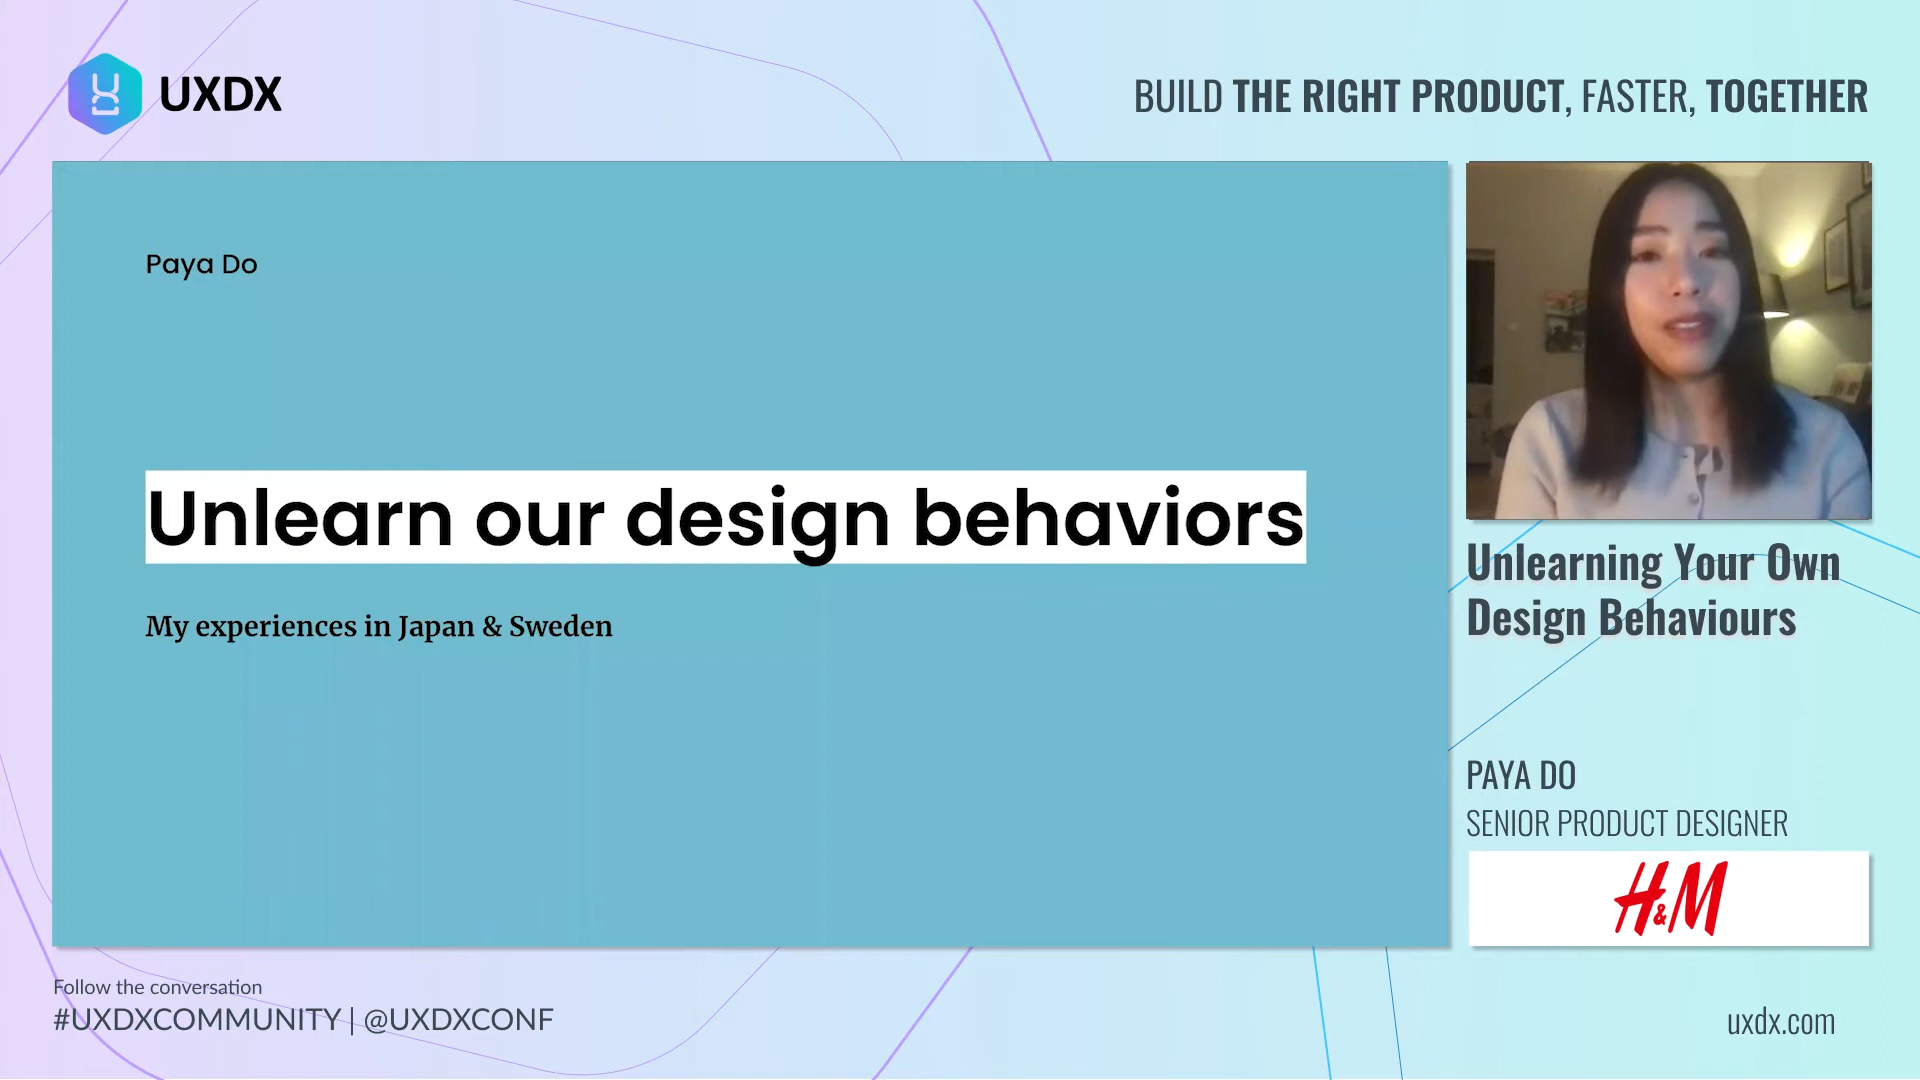 UXDX
BUILD THE RIGHT PRODUCT, FASTER, TOGETHER
Paya Do
Unlearn our design behaviors
My experiences in Japan & Sweden
Unlearning Your Own
Design Behaviours
PAYA DO
SENIOR PRODUCT DESIGNER
H&M
Follow the conversation
#UXDXCOMMUNITY | @UXDXCONF
uxdx.com